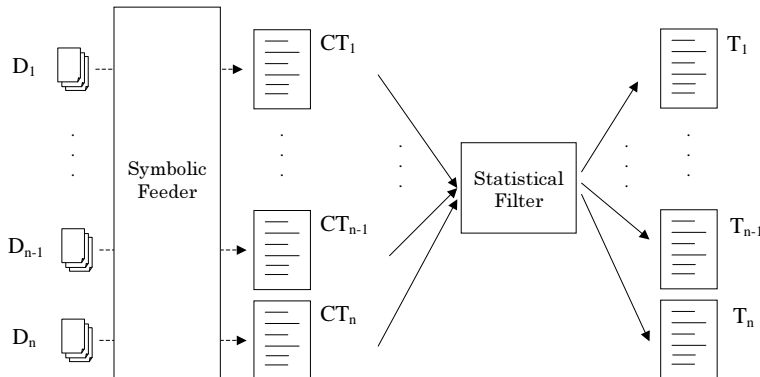 D1
CT1
T1
Symbolic
Feeder
Statistical
Filter
Dn-1
CTn-1
Tn-1
Dn
CTn
Tn